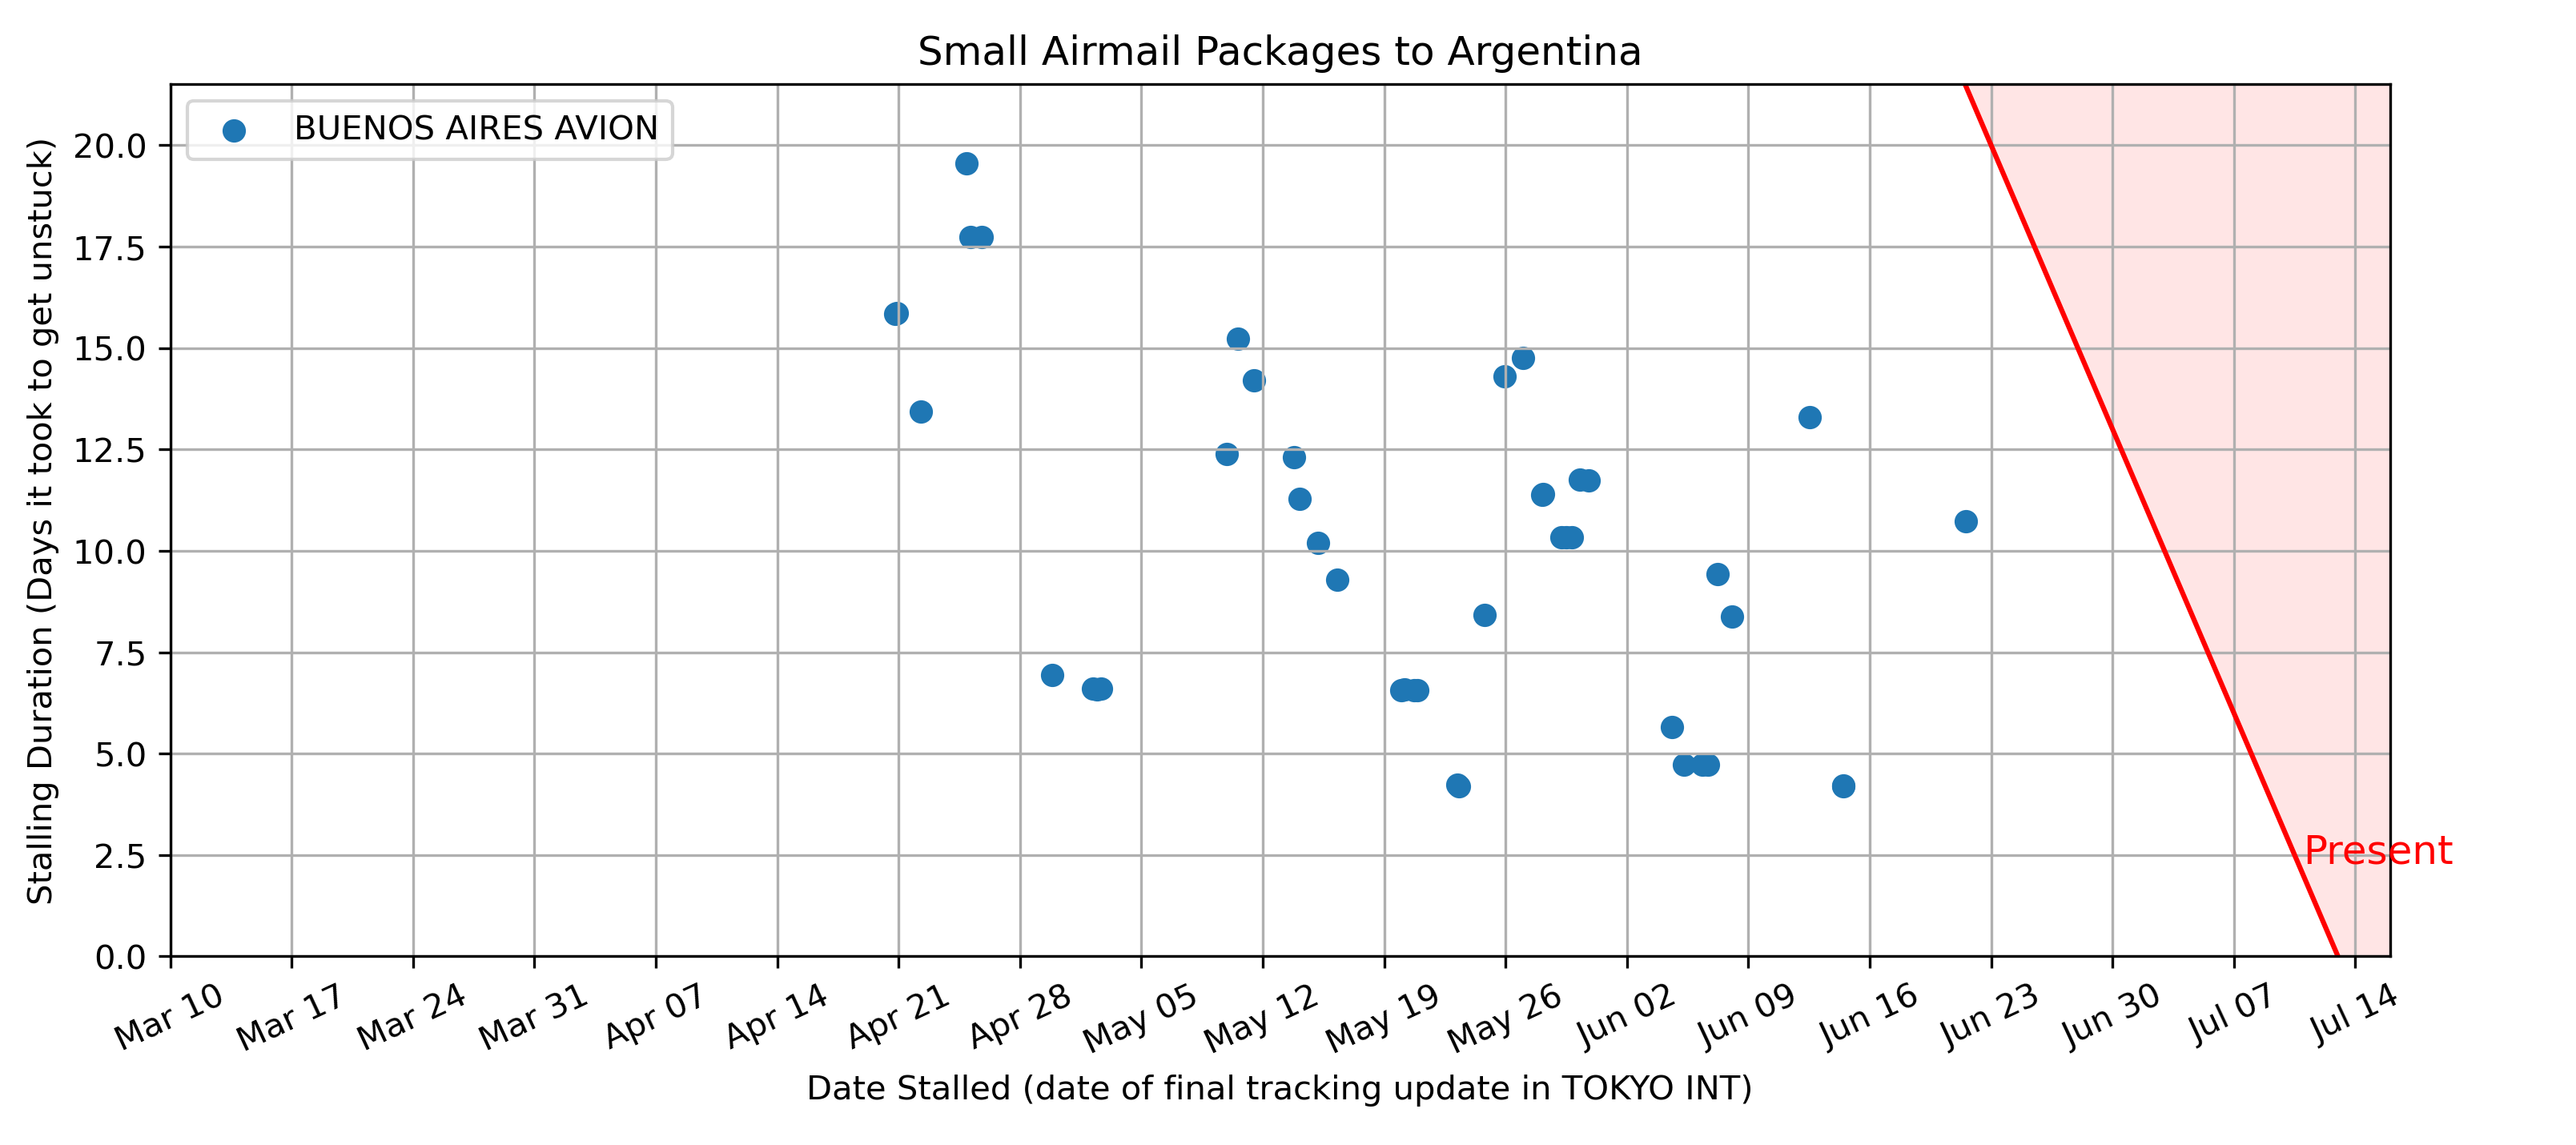 Small Airmail Packages to Argentina
BUENOS AIRES AVION
Stalling Duration (Days it took to get unstuck)
20.0
17.5
15.0
12.5
10.0
7.5
5.0
2.5
0.0
Present
Mar 10
Mar 17
Mar 24
Mar 31
Apr 07
Apr 14
Apr 21
Apr 28
May 05
May 12
May 19
May 26
Jun 02
Jun 09
Jun 16
Jun 23
Jun 30
Jul 07
Jul 14
Date Stalled (date of final tracking update in TOKYO INT)